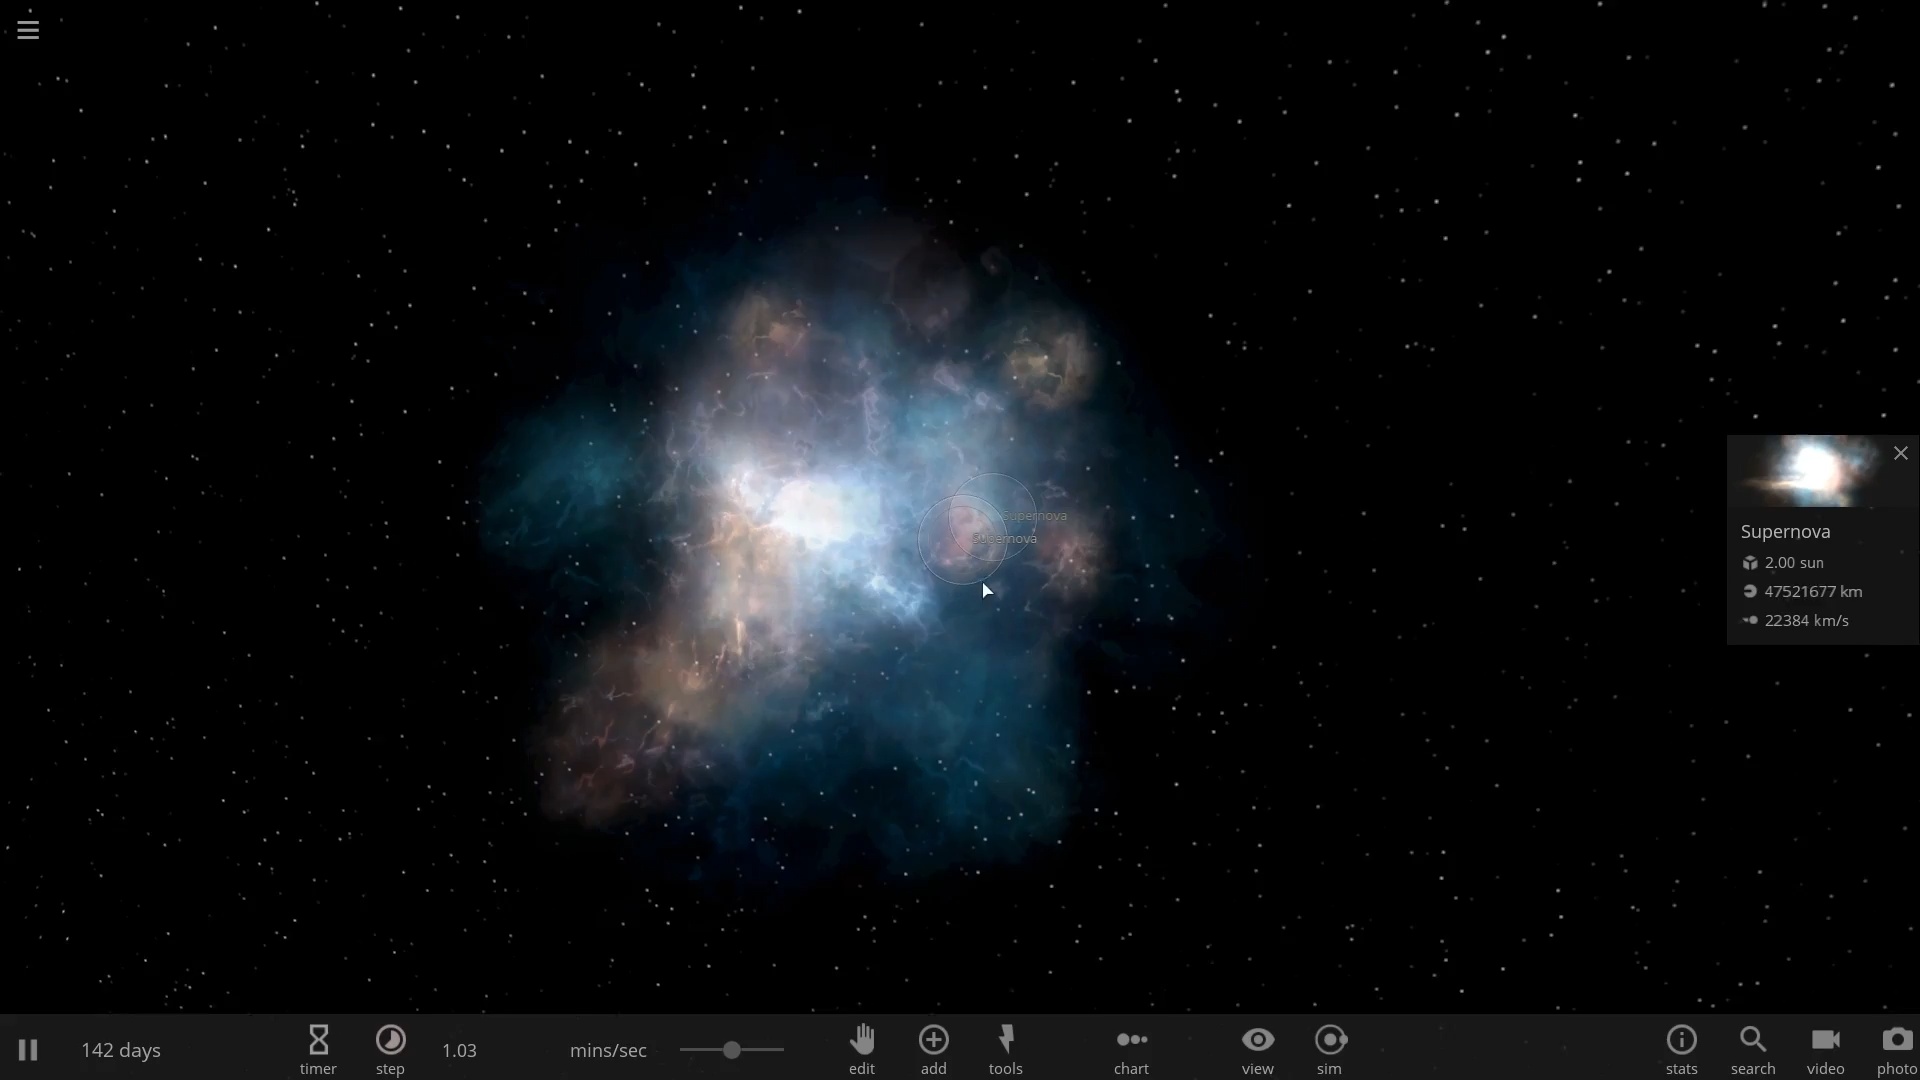 Supernova
Supernova
Supernova
2.00 sun
47521677 km
22384 km/s
142 days
timer
step
1.03
mins/sec
edit
add
tools
chart
view
sim
stats
search
video
photo